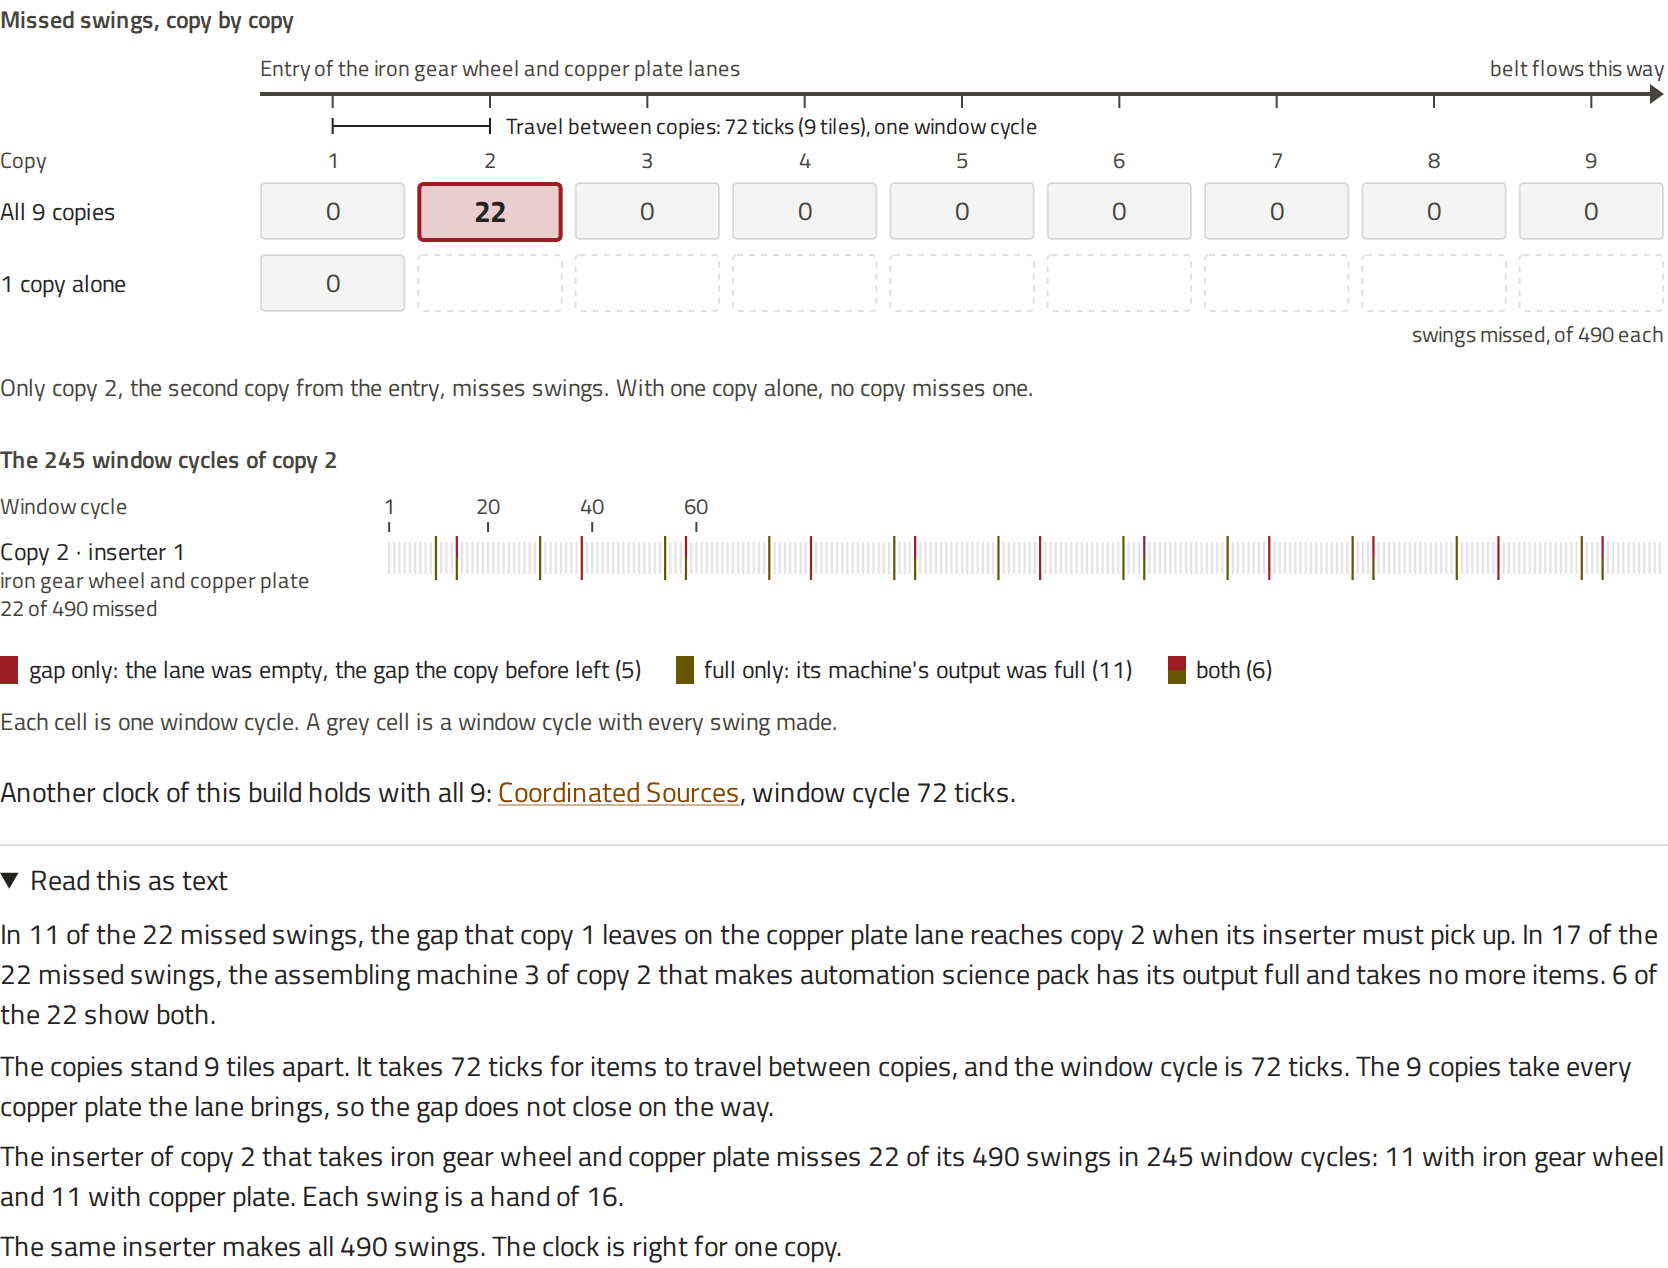 Missed swings, copy by copy
Entry of the iron gear wheel and copper plate lanes
belt flows this way
Travel between copies: 72 ticks (9 tiles), one window cycle
Copy 1 2 3 4 5 6 7 8 9
All 9 copies 0 22 0 0 0 0 0 0 0
1 copy alone 0
swings missed, of 490 each
Only copy 2, the second copy from the entry, misses swings. With one copy alone, no copy misses one.
The 245 window cycles of copy 2
Window cycle 1 20 40 60
Copy 2 · inserter 1
iron gear wheel and copper plate
22 of 490 missed
gap only: the lane was empty, the gap the copy before left (5) full only: its machine's output was full (11) both (6)
Each cell is one window cycle. A grey cell is a window cycle with every swing made.
Another clock of this build holds with all 9: Coordinated Sources, window cycle 72 ticks.
Read this as text
In 11 of the 22 missed swings, the gap that copy 1 leaves on the copper plate lane reaches copy 2 when its inserter must pick up. In 17 of the
22 missed swings, the assembling machine 3 of copy 2 that makes automation science pack has its output full and takes no more items. 6 of
the 22 show both.
The copies stand 9 tiles apart. It takes 72 ticks for items to travel between copies, and the window cycle is 72 ticks. The 9 copies take every
copper plate the lane brings, so the gap does not close on the way.
The inserter of copy 2 that takes iron gear wheel and copper plate misses 22 of its 490 swings in 245 window cycles: 11 with iron gear wheel
and 11 with copper plate. Each swing is a hand of 16.
The same inserter makes all 490 swings. The clock is right for one copy.